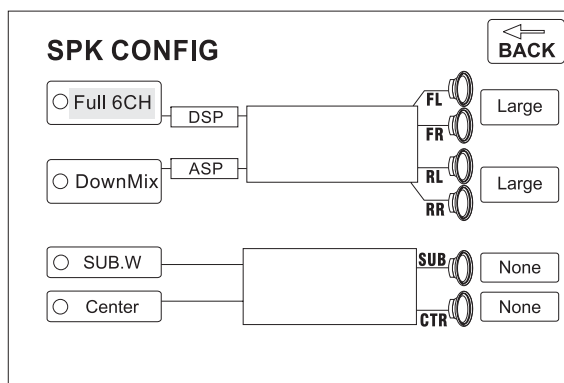 SPK CONFIG
BACK
Full 6CH
DSP
FL
FR
Large
DownMix
ASP
RL
RR
Large
SUB.W
SUB
None
Center
CTR
None